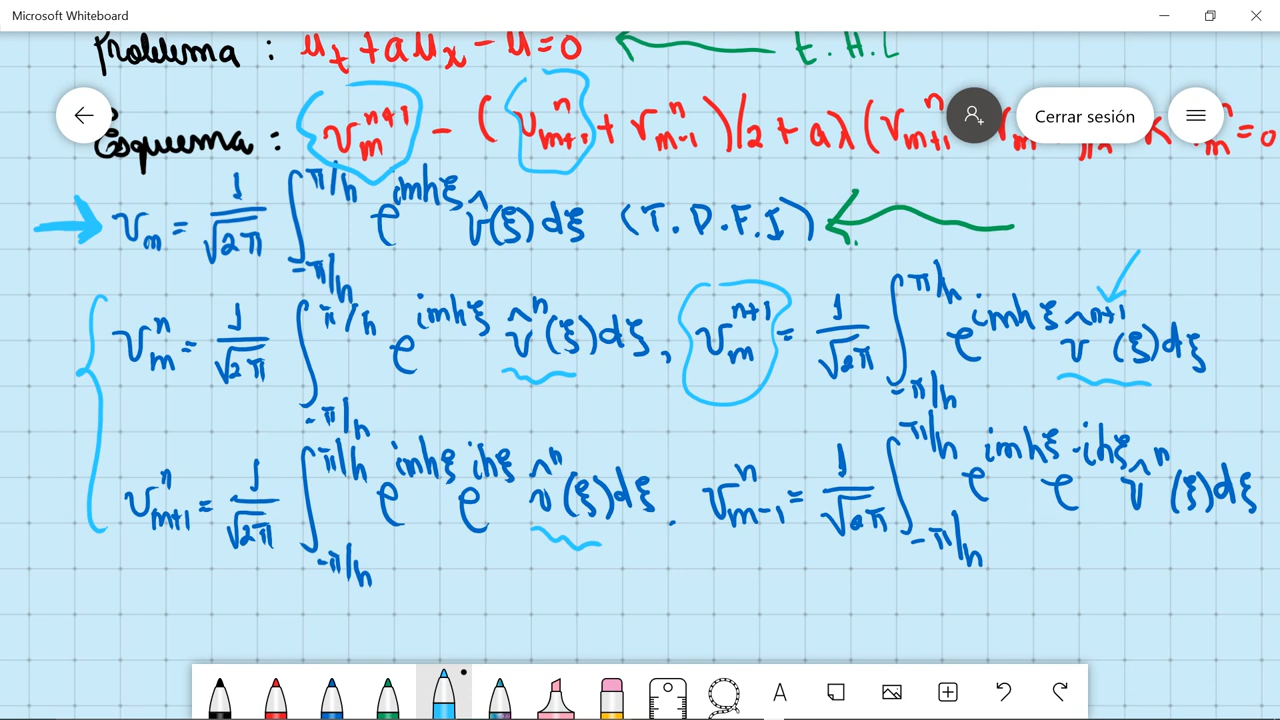 Microsoft Whiteboard
Problema : u_t + a u_x - u = 0 E.H.L
Esquema : v_m^{n+1} - (v_{m+1}^n + v_{m-1}^n)/2 + aλ(v_{m+1}^n = 0
Cerrar sesión
v_m = 1/√2π ∫_{-π/h}^{π/h} e^{imhξ} v̂(ξ)dξ (T.D.F.I)
v_m^n = 1/√2π ∫_{-π/h}^{π/h} e^{imhξ} v̂^n(ξ)dξ, v_m^{n+1} = 1/√2π ∫_{-π/h}^{π/h} e^{imhξ} v̂^{n+1}(ξ)dξ
v_{m+1}^n = 1/√2π ∫_{-π/h}^{π/h} e^{imhξ} e^{ihξ} v̂^n(ξ)dξ. v_{m-1}^n = 1/√2π ∫_{-π/h}^{π/h} e^{imhξ} e^{-ihξ} v̂^n(ξ)dξ